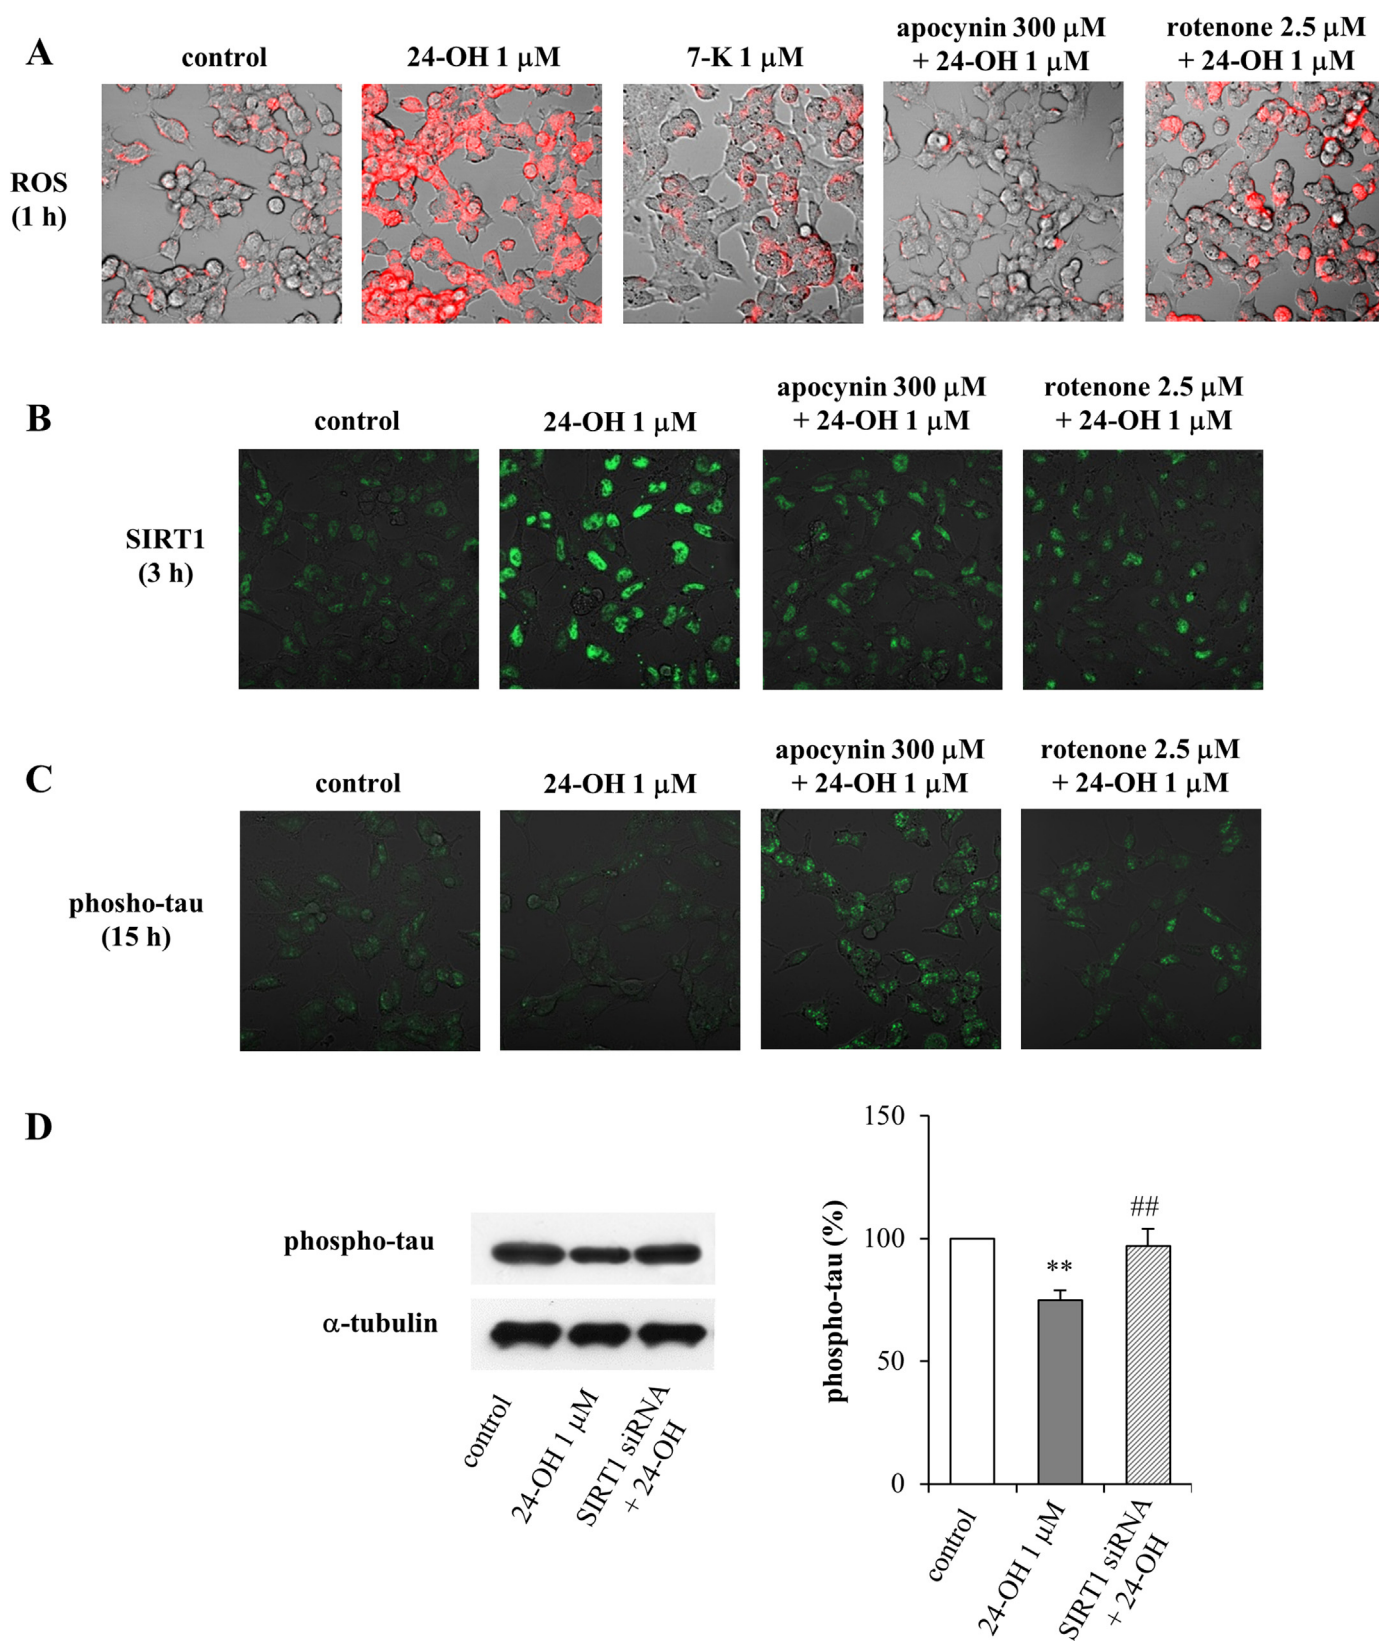 A
control
24-OH 1 μM
7-K 1 μM
apocynin 300 μM
+ 24-OH 1 μM
rotenone 2.5 μM
+ 24-OH 1 μM
ROS
(1 h)
B
control
24-OH 1 μM
apocynin 300 μM
+ 24-OH 1 μM
rotenone 2.5 μM
+ 24-OH 1 μM
SIRT1
(3 h)
C
control
24-OH 1 μM
apocynin 300 μM
+ 24-OH 1 μM
rotenone 2.5 μM
+ 24-OH 1 μM
phosho-tau
(15 h)
D
phospho-tau
α-tubulin
control
24-OH 1 μM
SIRT1 siRNA
+ 24-OH
phospho-tau (%)
150
100
50
0
**
##
control
24-OH 1 μM
SIRT1 siRNA
+ 24-OH